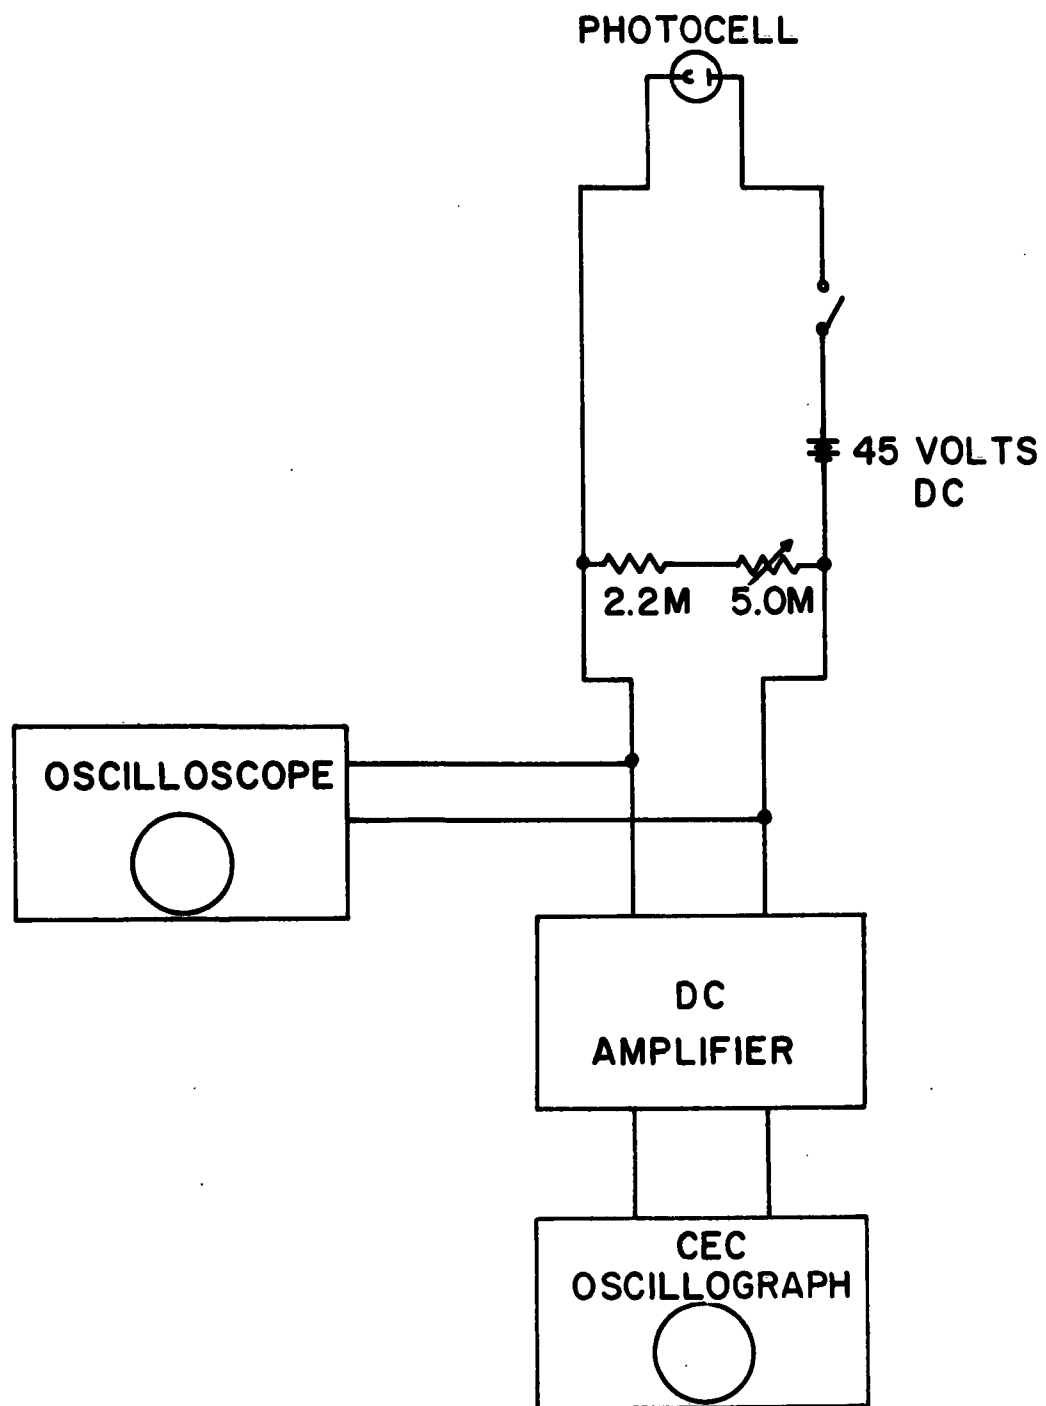 PHOTOCELL
45 VOLTS
DC
2.2M 5.0M
OSCILLOSCOPE
DC
AMPLIFIER
CEC
OSCILLOGRAPH